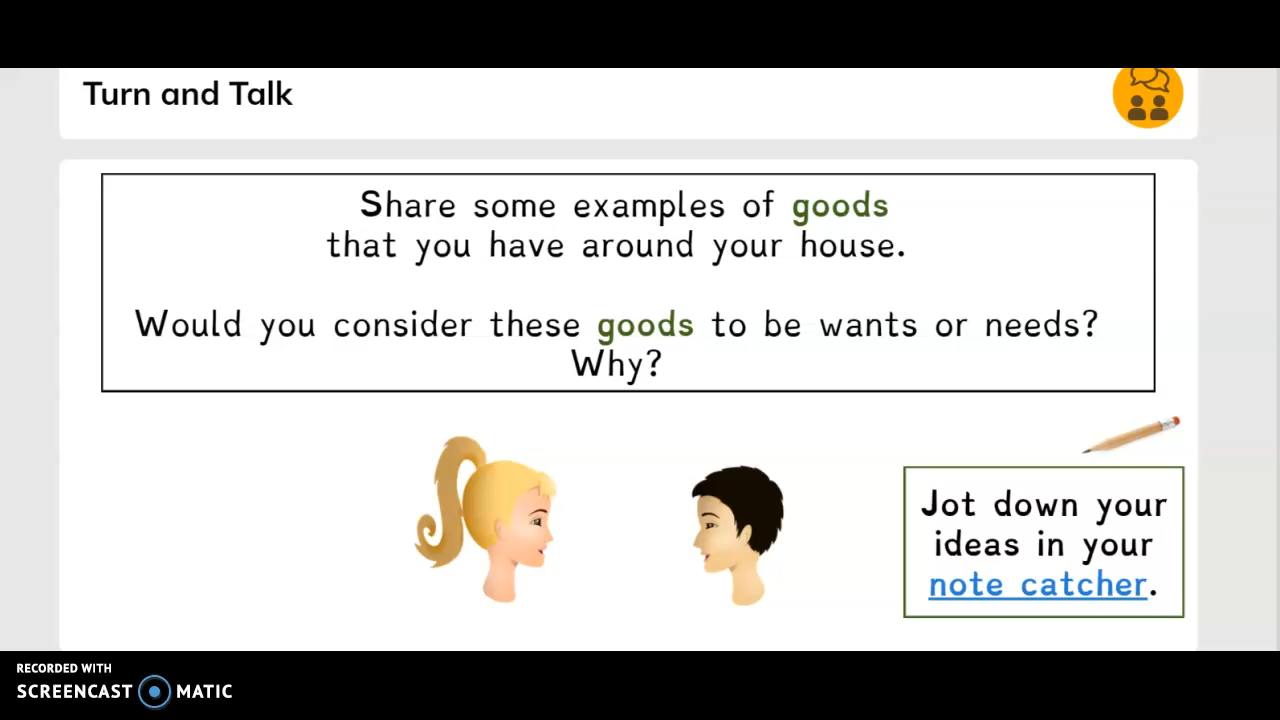 Turn and Talk
Share some examples of goods
that you have around your house.
Would you consider these goods to be wants or needs?
Why?
Jot down your
ideas in your
note catcher.
RECORDED WITH
SCREENCAST MATIC